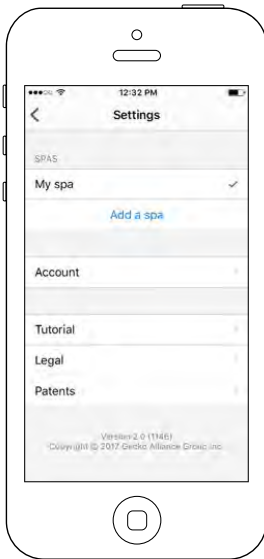 12:32 PM
Settings
SPAS
My spa
Add a spa
Account
Tutorial
Legal
Patents
Version 2.0 (1146)
Copyright © 2017 Gecko Alliance Group inc